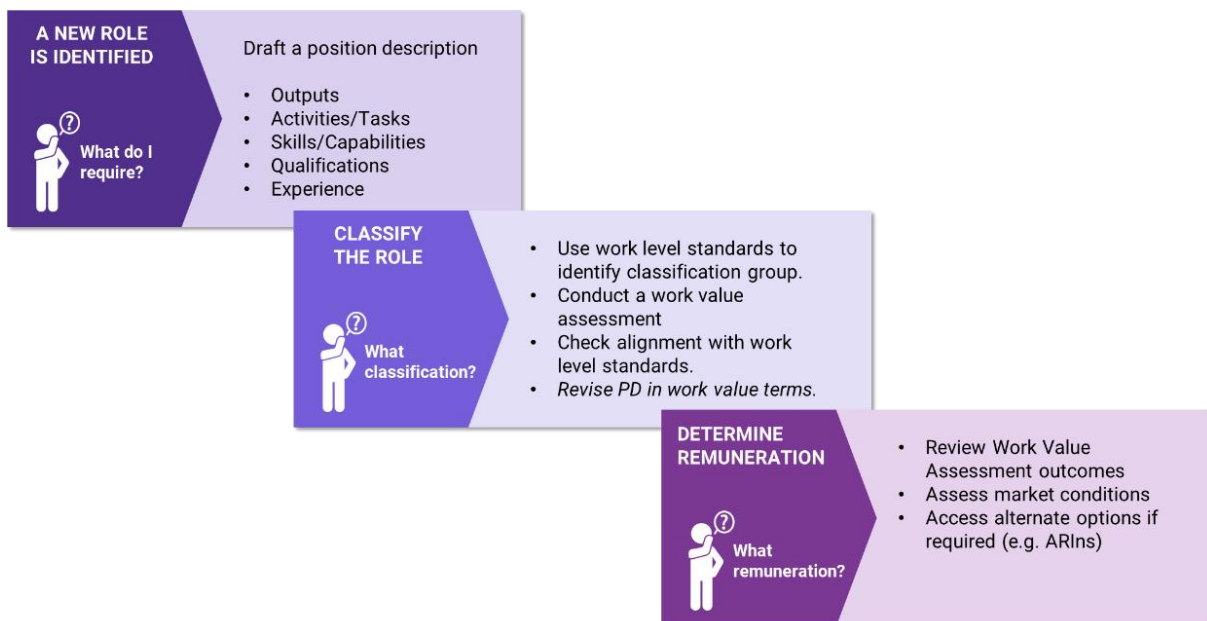 A NEW ROLE
IS IDENTIFIED
?
What do I
require?
Draft a position description
• Outputs
• Activities/Tasks
• Skills/Capabilities
• Qualifications
• Experience
CLASSIFY
THE ROLE
?
What
classification?
• Use work level standards to
identify classification group.
• Conduct a work value
assessment
• Check alignment with work
level standards.
• Revise PD in work value terms.
DETERMINE
REMUNERATION
?
What
remuneration?
• Review Work Value
Assessment outcomes
• Assess market conditions
• Access alternate options if
required (e.g. ARIns)